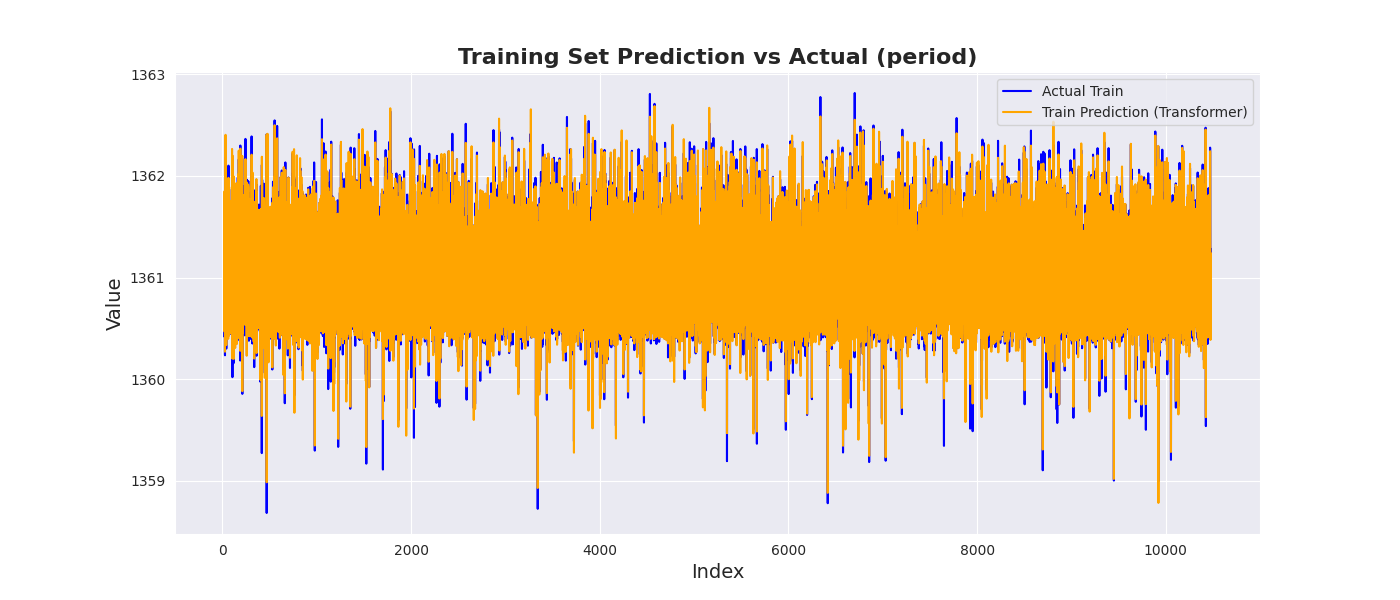 Training Set Prediction vs Actual (period)
1363
1362
1361
1360
1359
Value
Actual Train
Train Prediction (Transformer)
0
2000
4000
6000
8000
10000
Index